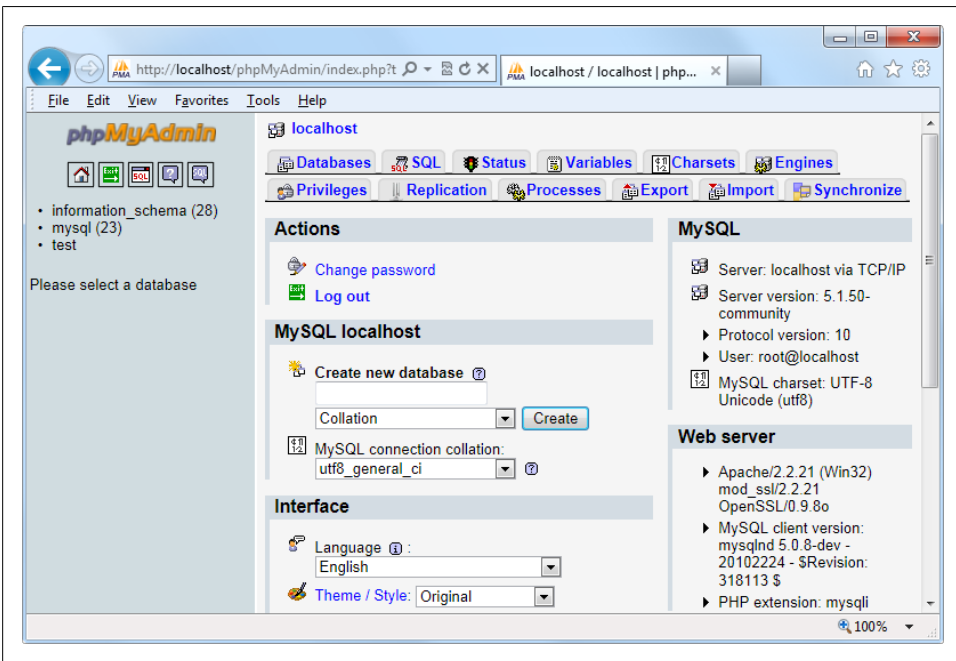 http://localhost/phpMyAdmin/index.php?t
localhost / localhost | php...
File Edit View Favorites Tools Help
phpMyAdmin
Exit SQL
information_schema (28)
mysql (23)
test
Please select a database
localhost
Databases SQL Status Variables Charsets Engines
Privileges Replication Processes Export Import Synchronize
Actions
Change password
Log out
MySQL localhost
Create new database
Collation Create
MySQL connection collation:
utf8_general_ci
Interface
Language :
English
Theme / Style: Original
MySQL
Server: localhost via TCP/IP
Server version: 5.1.50-
community
Protocol version: 10
User: root@localhost
MySQL charset: UTF-8
Unicode (utf8)
Web server
Apache/2.2.21 (Win32)
mod_ssl/2.2.21
OpenSSL/0.9.8o
MySQL client version:
mysqlnd 5.0.8-dev -
20102224 - $Revision:
318113 $
PHP extension: mysqli
100%